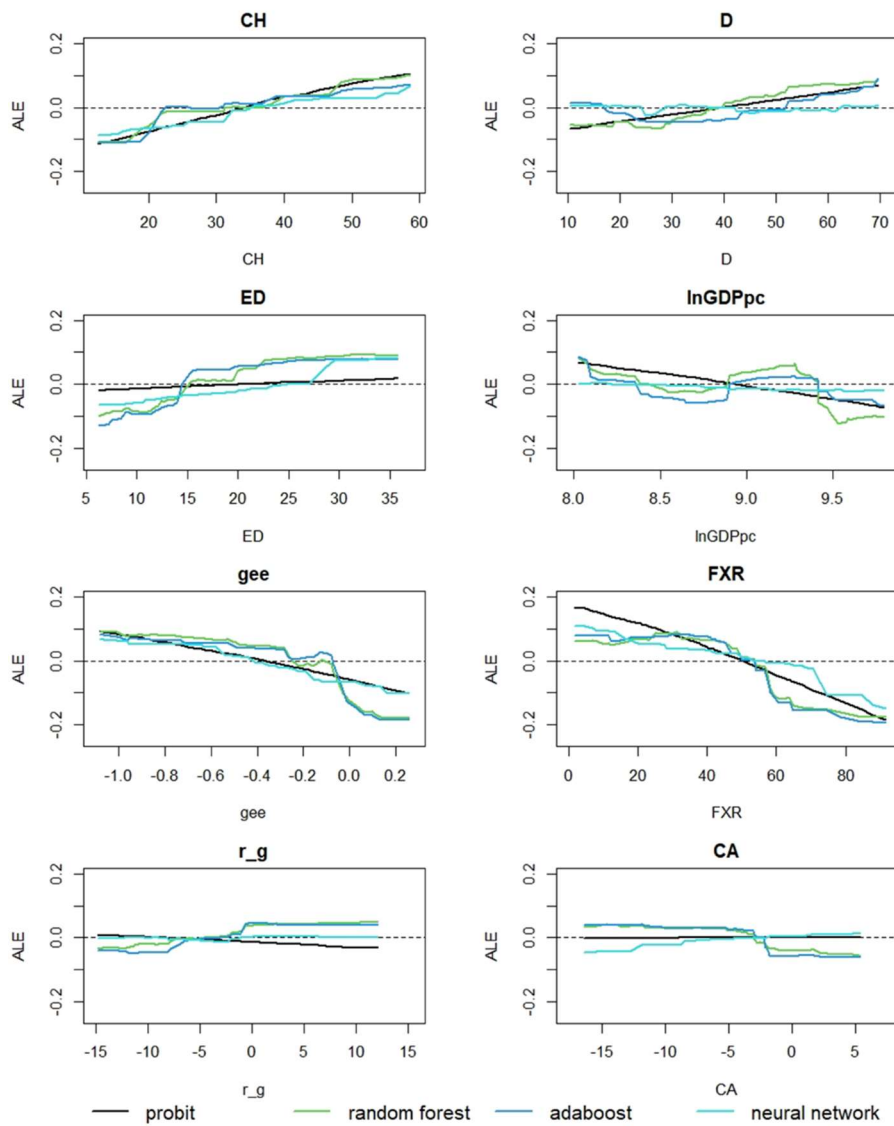 CH
ALE
0.2
0.0
-0.2
20
30
40
50
60
CH
D
ALE
0.2
0.0
-0.2
10
20
30
40
50
60
70
D
ED
ALE
0.2
0.0
-0.2
5
10
15
20
25
30
35
ED
lnGDPpc
ALE
0.2
0.0
-0.2
8.0
8.5
9.0
9.5
lnGDPpc
gee
ALE
0.2
0.0
-0.2
-1.0
-0.8
-0.6
-0.4
-0.2
0.0
0.2
gee
FXR
ALE
0.2
0.0
-0.2
0
20
40
60
80
FXR
r_g
ALE
0.2
0.0
-0.2
-15
-10
-5
0
5
10
15
r_g
CA
ALE
0.2
0.0
-0.2
-15
-10
-5
0
5
CA
probit
random forest
adaboost
neural network